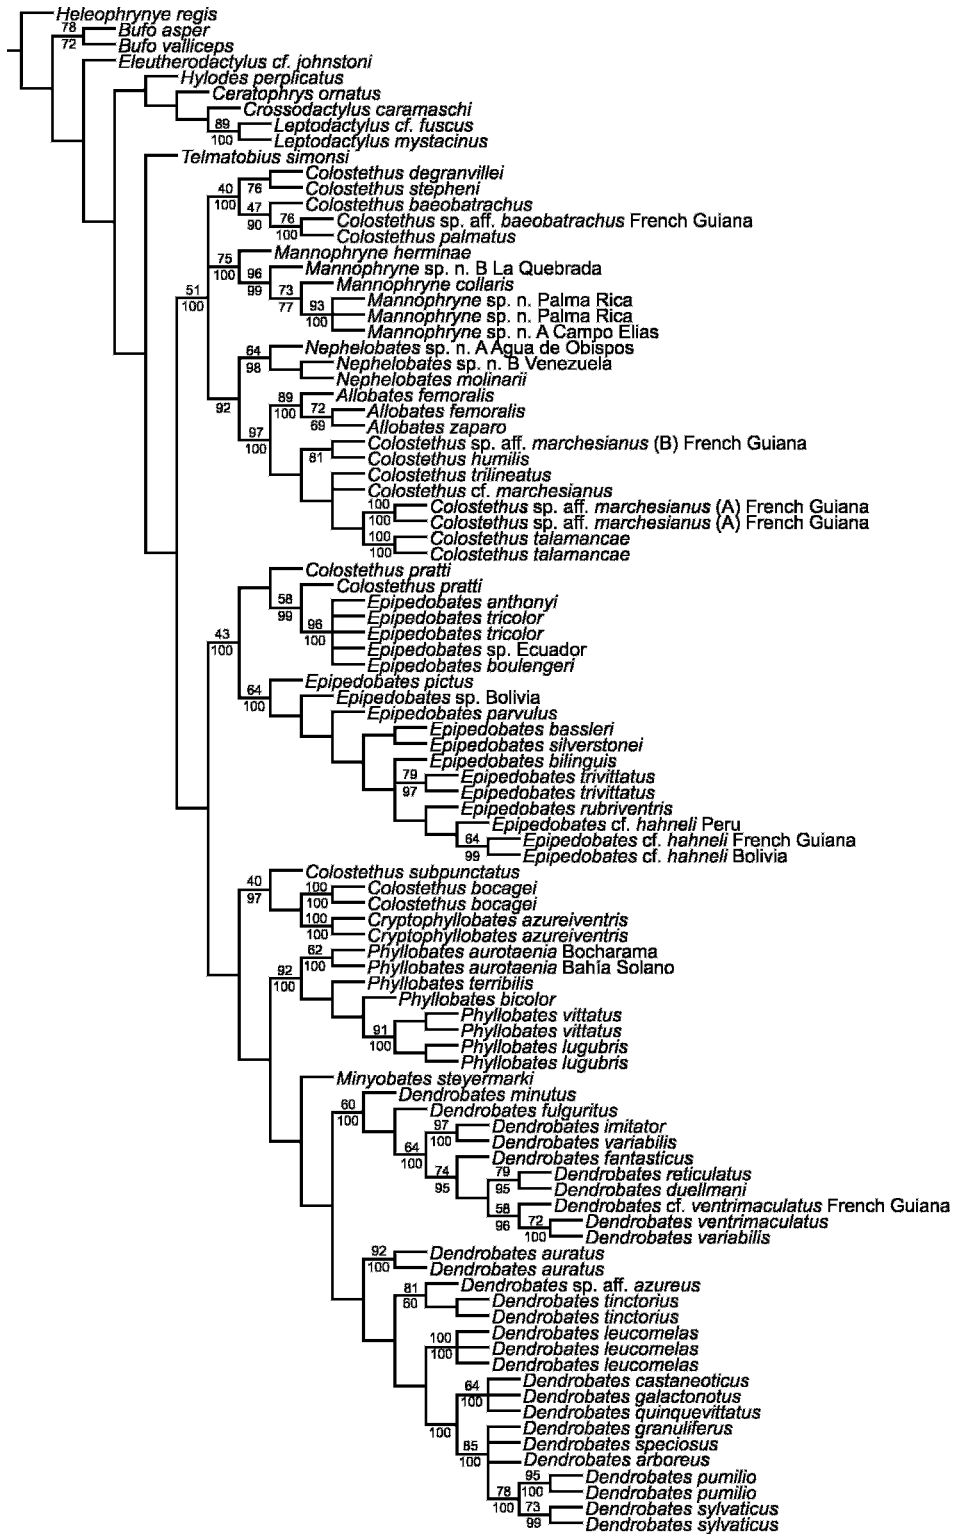 Heleophrynye regis
78
Bufo asper
72
Bufo valliceps
Eleutherodactylus cf. johnstoni
Hylodes perplicatus
Ceratophrys ornatus
Crossodactylus caramaschi
89
Leptodactylus cf. fuscus
100
Leptodactylus mystacinus
Telmatobius simonsi
Colostethus degranvillei
40
76
Colostethus stepheni
100
47
Colostethus baeobatrachus
90
76
Colostethus sp. aff. baeobatrachus French Guiana
100
Colostethus palmatus
Mannophryne herminae
75
100
96
Mannophryne sp. n. B La Quebrada
99
73
Mannophryne collaris
51
100
77
93
Mannophryne sp. n. Palma Rica
100
Mannophryne sp. n. Palma Rica
Mannophryne sp. n. A Campo Elias
64
Nephelobates sp. n. A Agua de Obispos
98
Nephelobates sp. n. B Venezuela
Nephelobates molinarii
92
89
Allobates femoralis
100
72
Allobates femoralis
69
Allobates zaparo
97
100
Colostethus sp. aff. marchesianus (B) French Guiana
81
Colostethus humilis
Colostethus trilineatus
Colostethus cf. marchesianus
100
Colostethus sp. aff. marchesianus (A) French Guiana
100
Colostethus sp. aff. marchesianus (A) French Guiana
100
Colostethus talamancae
100
Colostethus talamancae
Colostethus pratti
58
Colostethus pratti
99
Epipedobates anthonyi
96
Epipedobates tricolor
100
Epipedobates tricolor
43
100
Epipedobates sp. Ecuador
Epipedobates boulengeri
64
Epipedobates pictus
100
Epipedobates sp. Bolivia
Epipedobates parvulus
Epipedobates bassleri
Epipedobates silverstonei
Epipedobates bilinguis
79
Epipedobates trivittatus
97
Epipedobates trivittatus
Epipedobates rubriventris
Epipedobates cf. hahneli Peru
64
Epipedobates cf. hahneli French Guiana
99
Epipedobates cf. hahneli Bolivia
40
Colostethus subpunctatus
97
100
Colostethus bocagei
100
Colostethus bocagei
100
Cryptophyllobates azureiventris
100
Cryptophyllobates azureiventris
62
Phyllobates aurotaenia Bocharama
92
100
Phyllobates aurotaenia Bahía Solano
100
Phyllobates terribilis
Phyllobates bicolor
Phyllobates vittatus
91
Phyllobates vittatus
100
Phyllobates lugubris
Phyllobates lugubris
Minyobates steyermarki
60
Dendrobates minutus
100
Dendrobates fulguritus
97
Dendrobates imitator
100
Dendrobates variabilis
64
100
Dendrobates fantasticus
74
79
Dendrobates reticulatus
95
95
Dendrobates duellmani
58
Dendrobates cf. ventrimaculatus French Guiana
96
72
Dendrobates ventrimaculatus
100
Dendrobates variabilis
92
Dendrobates auratus
100
Dendrobates auratus
81
Dendrobates sp. aff. azureus
60
Dendrobates tinctorius
Dendrobates tinctorius
100
Dendrobates leucomelas
100
Dendrobates leucomelas
Dendrobates leucomelas
64
Dendrobates castaneoticus
100
Dendrobates galactonotus
Dendrobates quinquevittatus
100
Dendrobates granuliferus
85
Dendrobates speciosus
100
Dendrobates arboreus
95
Dendrobates pumilio
78
100
Dendrobates pumilio
100
73
Dendrobates sylvaticus
99
Dendrobates sylvaticus